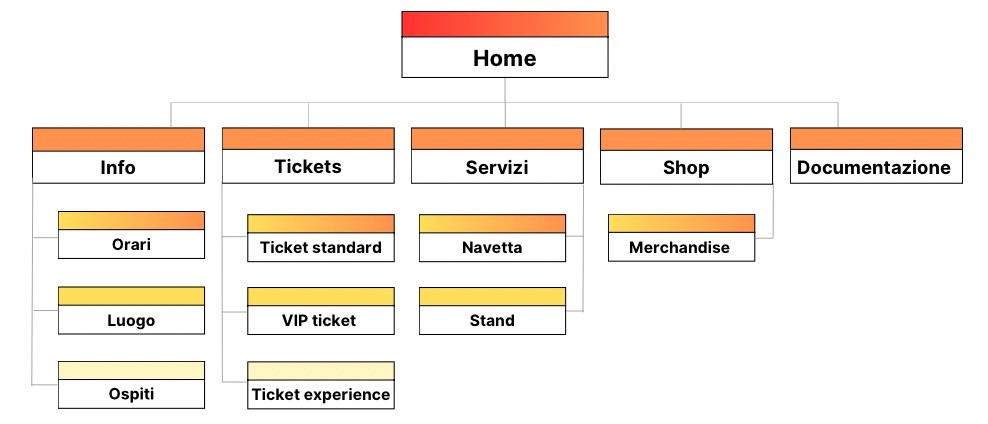 Home
Info
Tickets
Servizi
Shop
Documentazione
Orari
Ticket standard
Navetta
Merchandise
Luogo
VIP ticket
Stand
Ospiti
Ticket experience